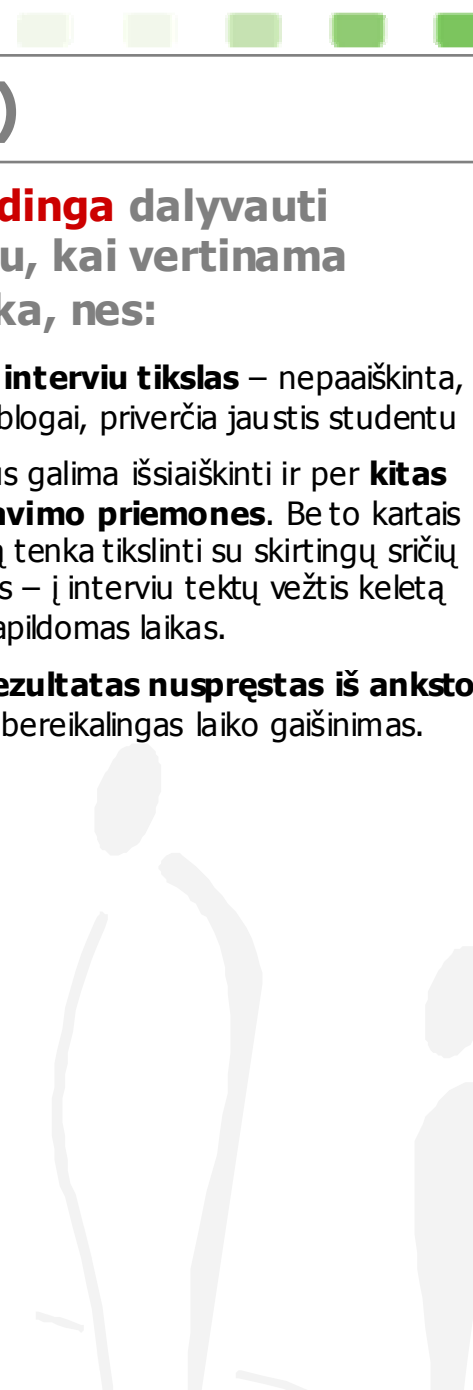 )
dinga dalyvauti
u, kai vertinama
ka, nes:
interviu tikslas – nepaaiškinta,
blogai, priverčia jaustis studentu
us galima išsiaiškinti ir per kitas
avimo priemones. Be to kartais
ą tenka tikslinti su skirtingų sričių
s – į interviu tektų vežtis keletą
apildomas laikas.
ezultatas nuspręstas iš anksto
bereikalingas laiko gaišinimas.